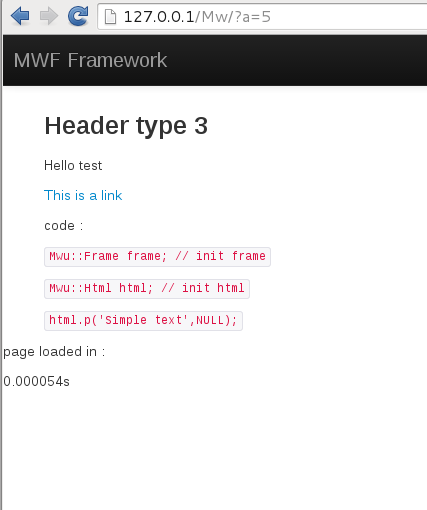 127.0.0.1/Mw/?a=5
MWF Framework
Header type 3
Hello test
This is a link
code :
Mwu::Frame frame; // init frame
Mwu::Html html; // init html
html.p('Simple text',NULL);
page loaded in :
0.000054s